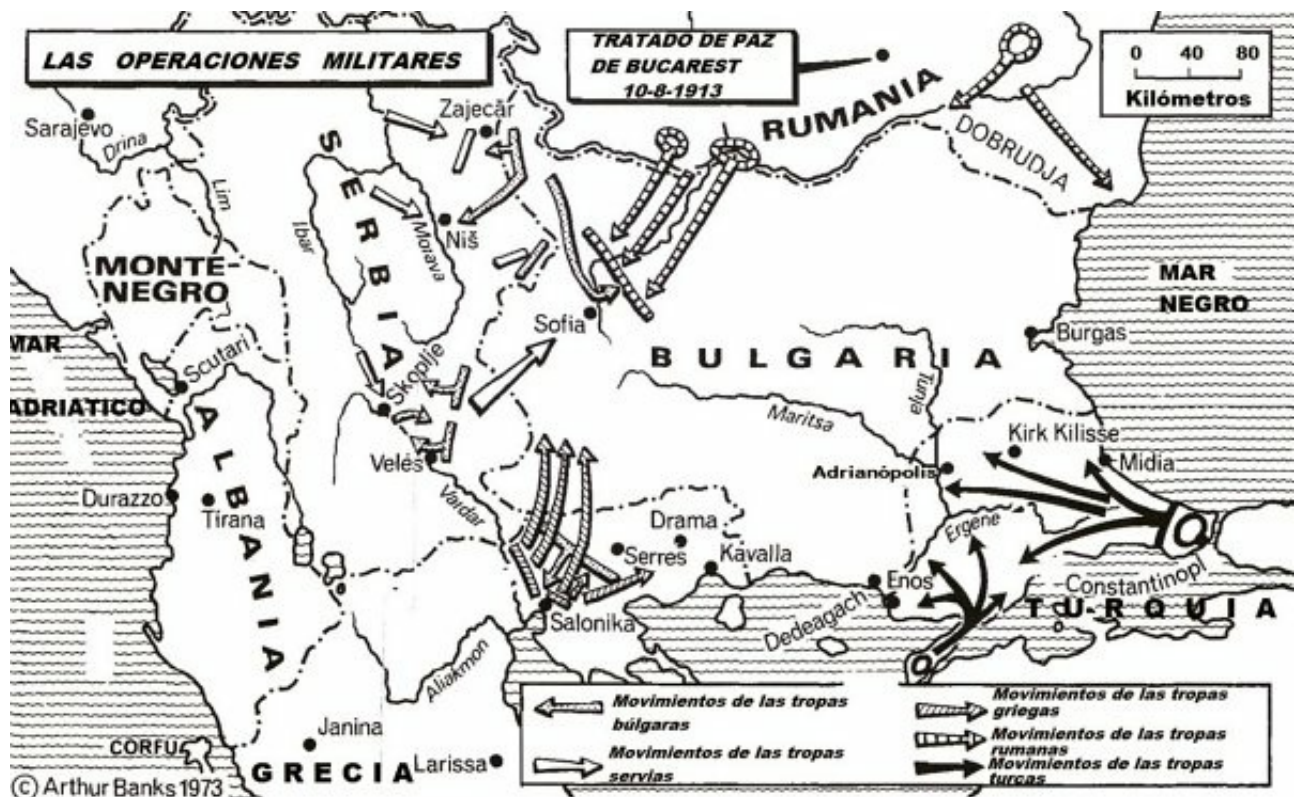 LAS OPERACIONES MILITARES
TRATADO DE PAZ
DE BUCAREST
10-8-1913
0 40 80
Kilómetros
RUMANIA
DOBRUDJA
Sarajevo
Drina
Lim
Zajecăr
SERBIA
Ibar
Morava
Niš
MONTE-
NEGRO
MAR
NEGRO
Sofia
Burgas
BULGARIA
MAR
ADRIATICO
Scutari
Skoplje
Tunja
Maritsa
Kirk Kilisse
Midia
Adrianópolis
ALBANIA
Velés
Vardar
Durazzo
Tirana
Drama
Serres
Kavalla
Ergene
Enos
Constantinopl
TURQUIA
Dedeagach
Salonika
Aliakmon
Janina
CORFU
GRECIA
Larissa
Movimientos de las tropas
búlgaras
Movimientos de las tropas
servias
Movimientos de las tropas
griegas
Movimientos de las tropas
rumanas
Movimientos de las tropas
turcas
© Arthur Banks 1973